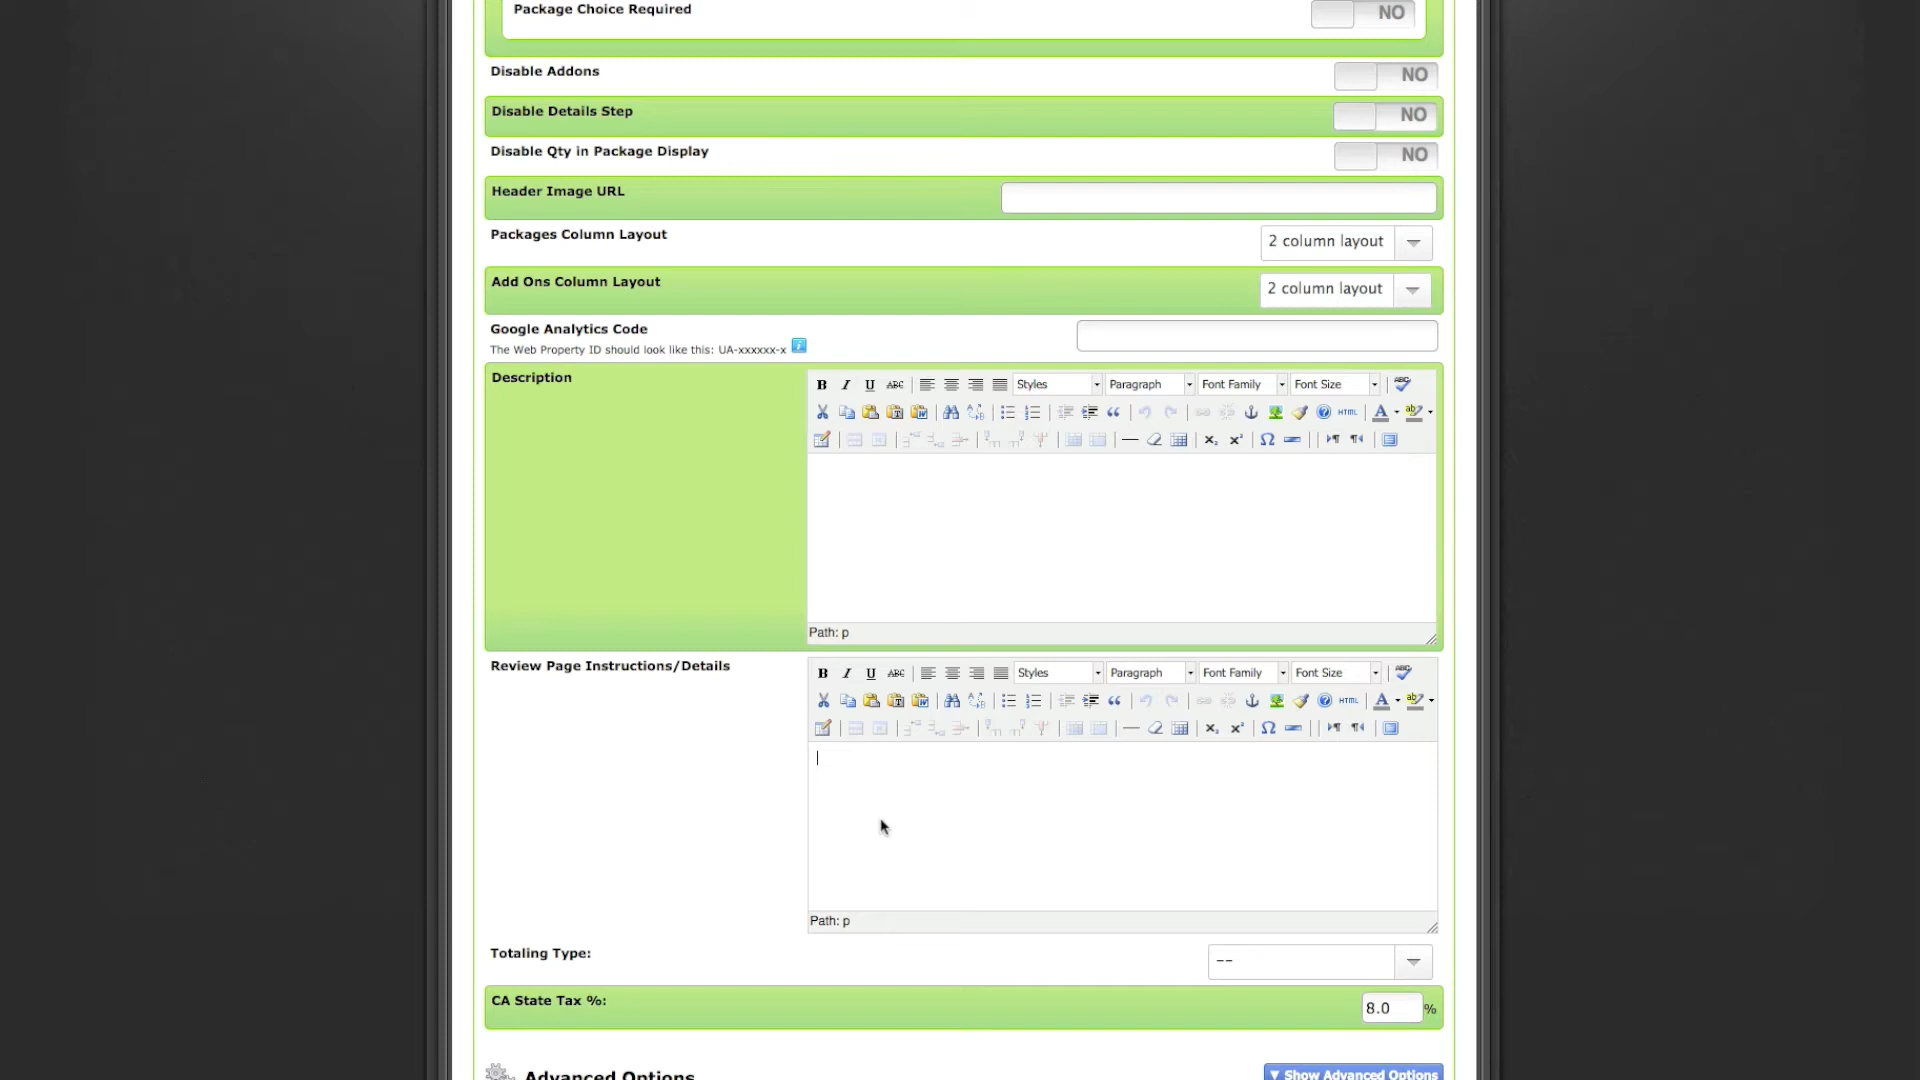 Package Choice Required NO
Disable Addons NO
Disable Details Step NO
Disable Qty in Package Display NO
Header Image URL
Packages Column Layout 2 column layout
Add Ons Column Layout 2 column layout
Google Analytics Code
The Web Property ID should look like this: UA-xxxxxx-x
Description
B I U ABC Styles Paragraph Font Family Font Size ABC
HTML A ab
Path: p
Review Page Instructions/Details
B I U ABC Styles Paragraph Font Family Font Size ABC
HTML A ab
Path: p
Totaling Type: --
CA State Tax %: 8.0 %
Advanced Options ▼ Show Advanced Options